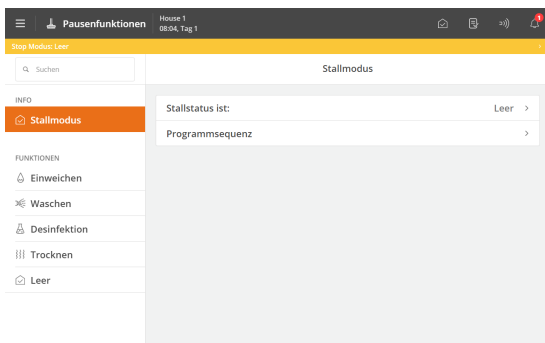 Pausenfunktionen
House 1
08:04, Tag 1
1
Stop Modus: Leer
Suchen
Stallmodus
INFO
Stallmodus
Stallstatus ist: Leer
Programmsequenz
FUNKTIONEN
Einweichen
Waschen
Desinfektion
Trocknen
Leer